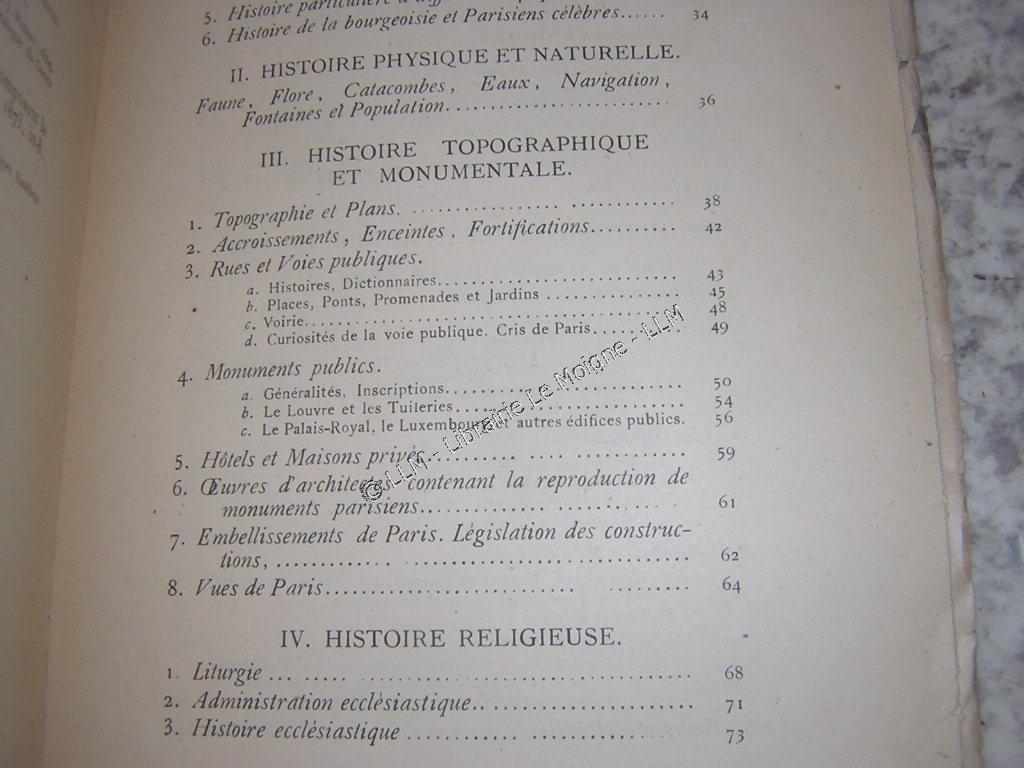 5. Histoire particulière
6. Histoire de la bourgeoisie et Parisiens célèbres...... 34
II. HISTOIRE PHYSIQUE ET NATURELLE.
Faune, Flore, Catacombes, Eaux, Navigation,
Fontaines et Population........................ 36
III. HISTOIRE TOPOGRAPHIQUE
ET MONUMENTALE.
1. Topographie et Plans. ............................ 38
2. Accroissements, Enceintes, Fortifications.......... 42
3. Rues et Voies publiques.
a. Histoires, Dictionnaires......................... 43
b. Places, Ponts, Promenades et Jardins ............... 45
c. Voirie........................................ 48
d. Curiosités de la voie publique. Cris de Paris.......... 49
4. Monuments publics.
a. Généralités, Inscriptions......................... 50
b. Le Louvre et les Tuileries........................ 54
c. Le Palais-Royal, le Luxembourg et autres édifices publics. 56
5. Hôtels et Maisons privés......................... 59
6. Œuvres d'architectes contenant la reproduction de
monuments parisiens......................... 61
7. Embellissements de Paris. Législation des construc-
tions, ...................................... 62
8. Vues de Paris.................................. 64
IV. HISTOIRE RELIGIEUSE.
1. Liturgie ... ................................... 68
2. Administration ecclésiastique...................... 71
3. Histoire ecclésiastique .......................... 73
© LLM - Librairie Le Moigne - LLM